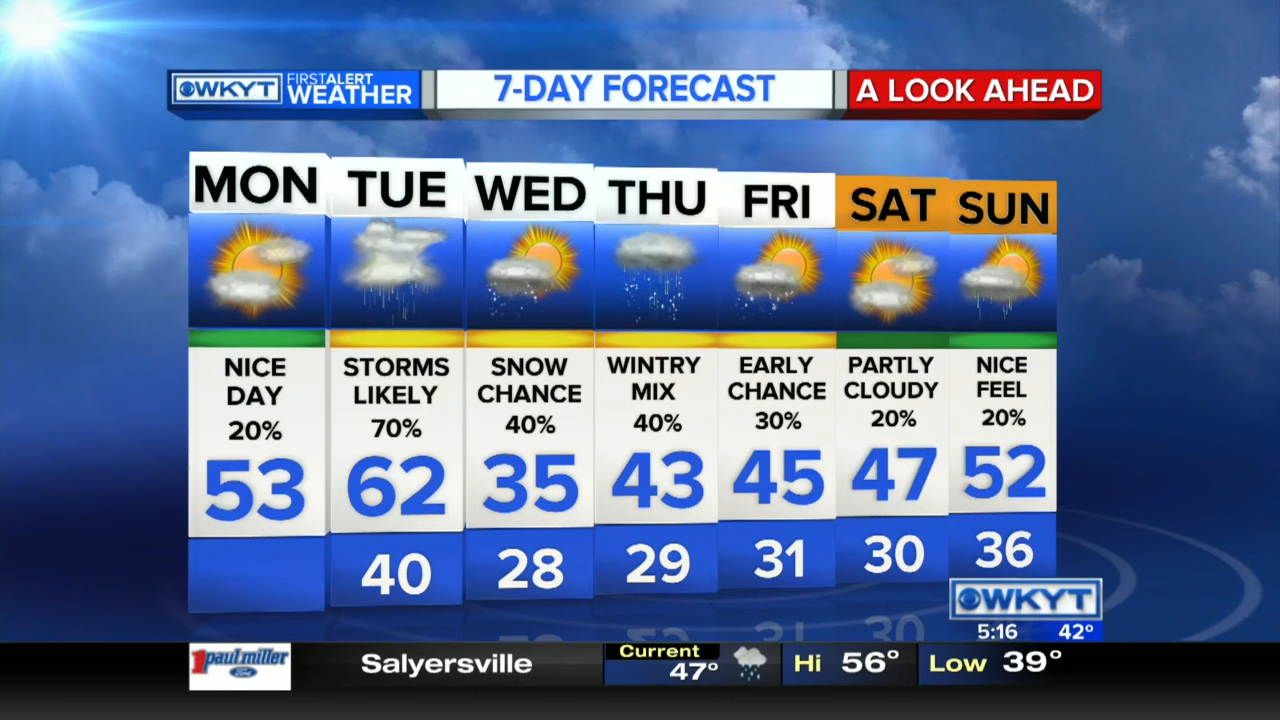 WKYT FIRST ALERT WEATHER
7-DAY FORECAST
A LOOK AHEAD
MON TUE WED THU FRI SAT SUN
NICE DAY
20%
53
STORMS LIKELY
70%
62
40
SNOW CHANCE
40%
35
28
WINTRY MIX
40%
43
29
EARLY CHANCE
30%
45
31
PARTLY CLOUDY
20%
47
30
NICE FEEL
20%
52
36
WKYT
5:16 42°
1 paul miller
Ford
Salyersville
Current
47°
Hi 56°
Low 39°